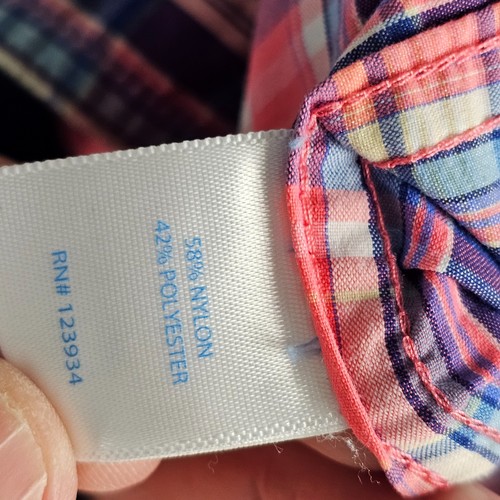 58% NYLON
42% POLYESTER
RN# 123934